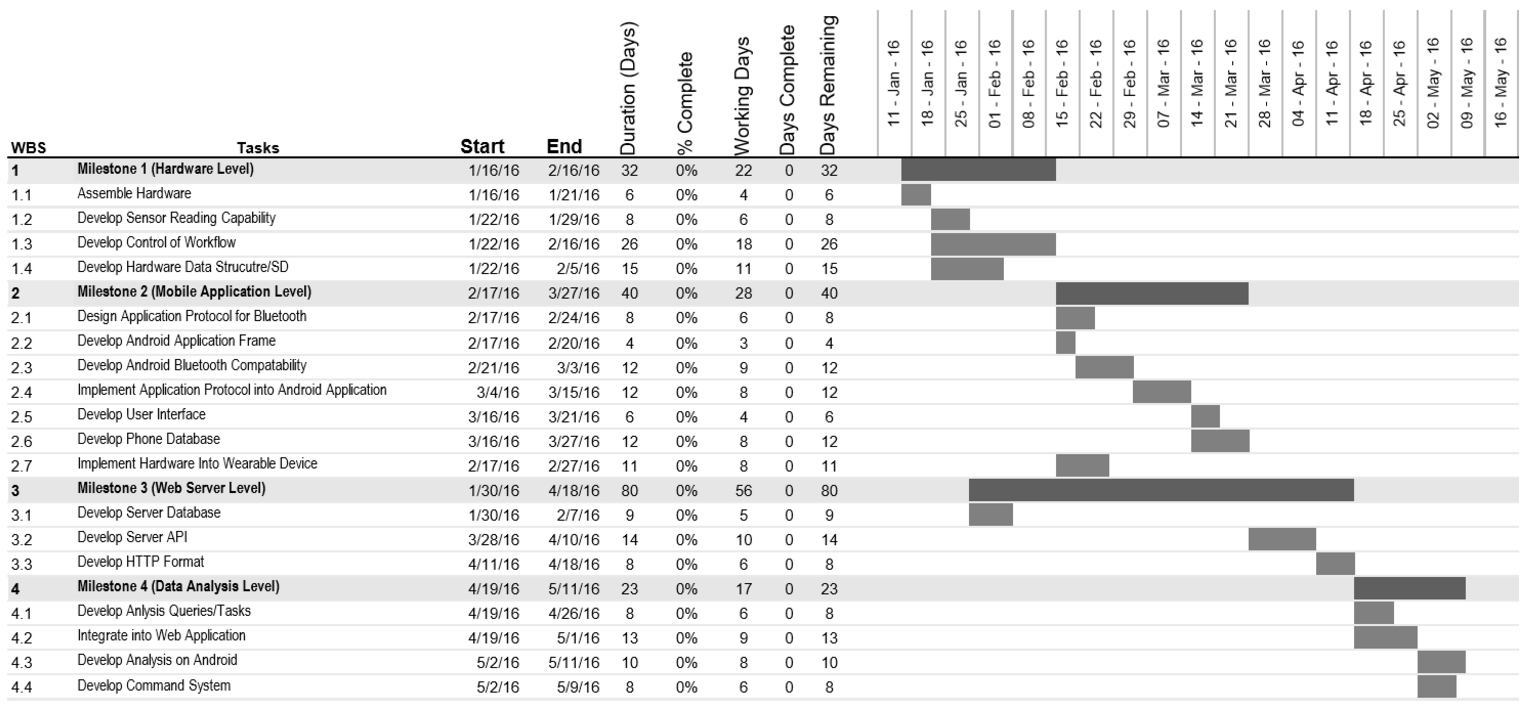 WBS Tasks Start End Duration (Days) % Complete Working Days Days Complete Days Remaining 11 - Jan - 16 18 - Jan - 16 25 - Jan - 16 01 - Feb - 16 08 - Feb - 16 15 - Feb - 16 22 - Feb - 16 29 - Feb - 16 07 - Mar - 16 14 - Mar - 16 21 - Mar - 16 28 - Mar - 16 04 - Apr - 16 11 - Apr - 16 18 - Apr - 16 25 - Apr - 16 02 - May - 16 09 - May - 16 16 - May - 16
1 Milestone 1 (Hardware Level) 1/16/16 2/16/16 32 0% 22 0 32
1.1 Assemble Hardware 1/16/16 1/21/16 6 0% 4 0 6
1.2 Develop Sensor Reading Capability 1/22/16 1/29/16 8 0% 6 0 8
1.3 Develop Control of Workflow 1/22/16 2/16/16 26 0% 18 0 26
1.4 Develop Hardware Data Strucutre/SD 1/22/16 2/5/16 15 0% 11 0 15
2 Milestone 2 (Mobile Application Level) 2/17/16 3/27/16 40 0% 28 0 40
2.1 Design Application Protocol for Bluetooth 2/17/16 2/24/16 8 0% 6 0 8
2.2 Develop Android Application Frame 2/17/16 2/20/16 4 0% 3 0 4
2.3 Develop Android Bluetooth Compatability 2/21/16 3/3/16 12 0% 9 0 12
2.4 Implement Application Protocol into Android Application 3/4/16 3/15/16 12 0% 8 0 12
2.5 Develop User Interface 3/16/16 3/21/16 6 0% 4 0 6
2.6 Develop Phone Database 3/16/16 3/27/16 12 0% 8 0 12
2.7 Implement Hardware Into Wearable Device 2/17/16 2/27/16 11 0% 8 0 11
3 Milestone 3 (Web Server Level) 1/30/16 4/18/16 80 0% 56 0 80
3.1 Develop Server Database 1/30/16 2/7/16 9 0% 5 0 9
3.2 Develop Server API 3/28/16 4/10/16 14 0% 10 0 14
3.3 Develop HTTP Format 4/11/16 4/18/16 8 0% 6 0 8
4 Milestone 4 (Data Analysis Level) 4/19/16 5/11/16 23 0% 17 0 23
4.1 Develop Anlysis Queries/Tasks 4/19/16 4/26/16 8 0% 6 0 8
4.2 Integrate into Web Application 4/19/16 5/1/16 13 0% 9 0 13
4.3 Develop Analysis on Android 5/2/16 5/11/16 10 0% 8 0 10
4.4 Develop Command System 5/2/16 5/9/16 8 0% 6 0 8